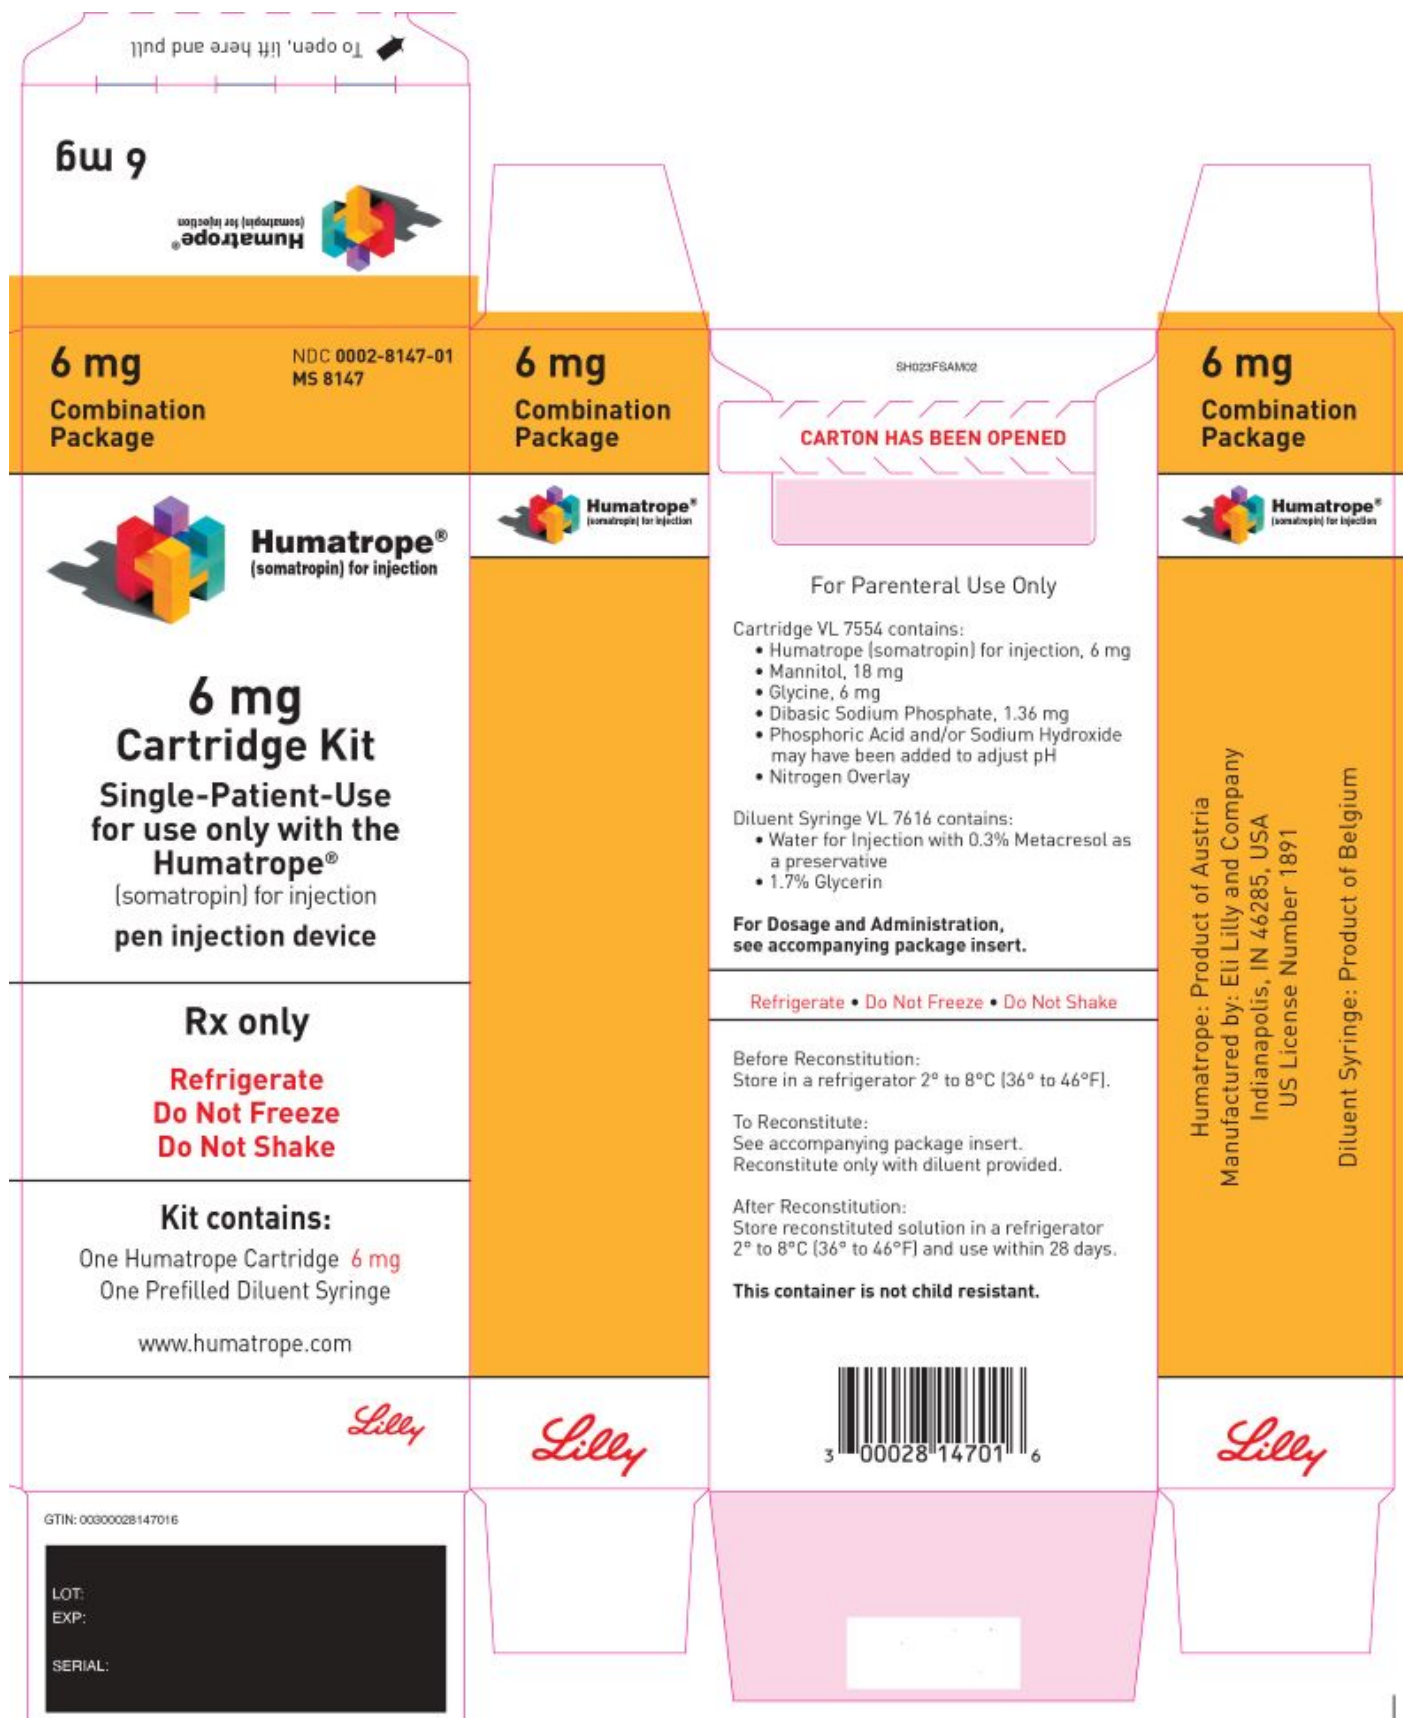 To open, lift here and pull
6 mg
Humatrope®
(somatropin) for injection
6 mg
Combination
Package
NDC 0002-8147-01
MS 8147
Humatrope®
(somatropin) for injection
6 mg
Cartridge Kit
Single-Patient-Use
for use only with the
Humatrope®
(somatropin) for injection
pen injection device
Rx only
Refrigerate
Do Not Freeze
Do Not Shake
Kit contains:
One Humatrope Cartridge 6 mg
One Prefilled Diluent Syringe
www.humatrope.com
Lilly
GTIN: 00300028147016
LOT:
EXP:
SERIAL:
6 mg
Combination
Package
Humatrope®
(somatropin) for injection
Lilly
SH023FSAM02
CARTON HAS BEEN OPENED
For Parenteral Use Only
Cartridge VL 7554 contains:
• Humatrope (somatropin) for injection, 6 mg
• Mannitol, 18 mg
• Glycine, 6 mg
• Dibasic Sodium Phosphate, 1.36 mg
• Phosphoric Acid and/or Sodium Hydroxide
may have been added to adjust pH
• Nitrogen Overlay
Diluent Syringe VL 7616 contains:
• Water for Injection with 0.3% Metacresol as
a preservative
• 1.7% Glycerin
For Dosage and Administration,
see accompanying package insert.
Refrigerate • Do Not Freeze • Do Not Shake
Before Reconstitution:
Store in a refrigerator 2° to 8°C (36° to 46°F).
To Reconstitute:
See accompanying package insert.
Reconstitute only with diluent provided.
After Reconstitution:
Store reconstituted solution in a refrigerator
2° to 8°C (36° to 46°F) and use within 28 days.
This container is not child resistant.
3 00028 14701 6
6 mg
Combination
Package
Humatrope®
(somatropin) for injection
Humatrope: Product of Austria
Manufactured by: Eli Lilly and Company
Indianapolis, IN 46285, USA
US License Number 1891
Diluent Syringe: Product of Belgium
Lilly